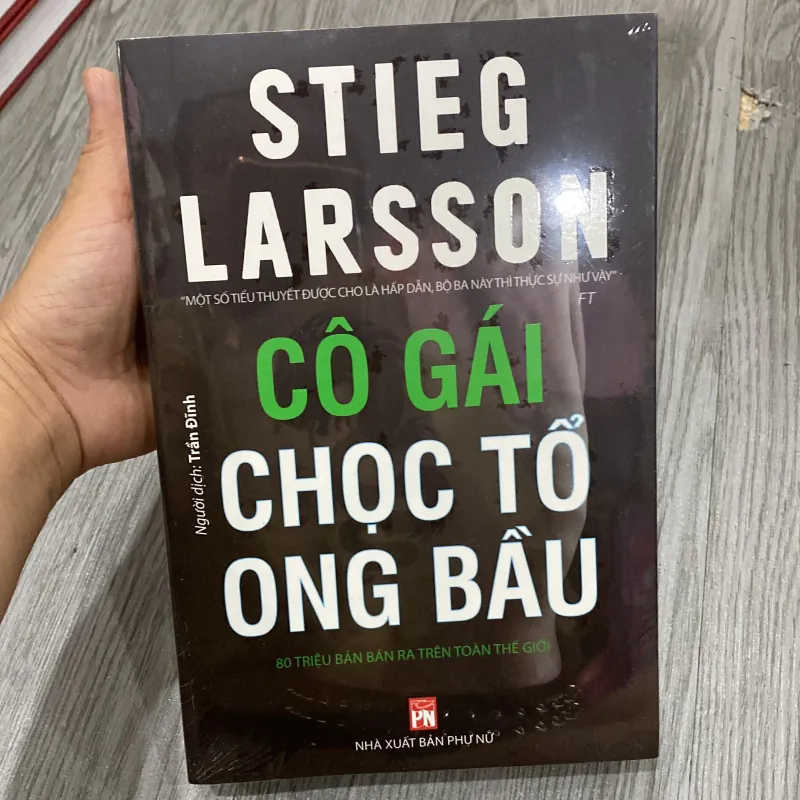 STIEG
LARSSON
"MỘT SỐ TIỂU THUYẾT ĐƯỢC CHO LÀ HẤP DẪN, BỘ BA NÀY THÌ THỰC SỰ NHƯ VẬY"
FT
CÔ GÁI
CHỌC TỔ
ONG BẦU
Người dịch: Trần Đĩnh
80 TRIỆU BẢN BÁN RA TRÊN TOÀN THẾ GIỚI
PN
NHÀ XUẤT BẢN PHỤ NỮ